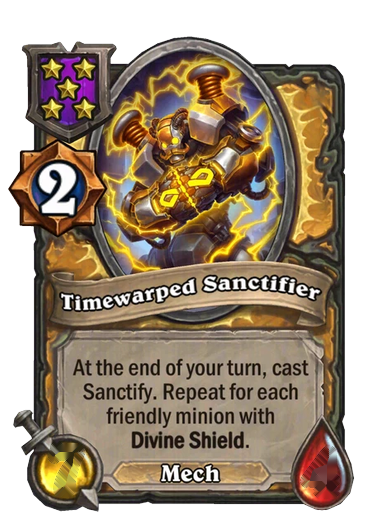 2
Timewarped Sanctifier
At the end of your turn, cast
Sanctify. Repeat for each
friendly minion with
Divine Shield.
Mech